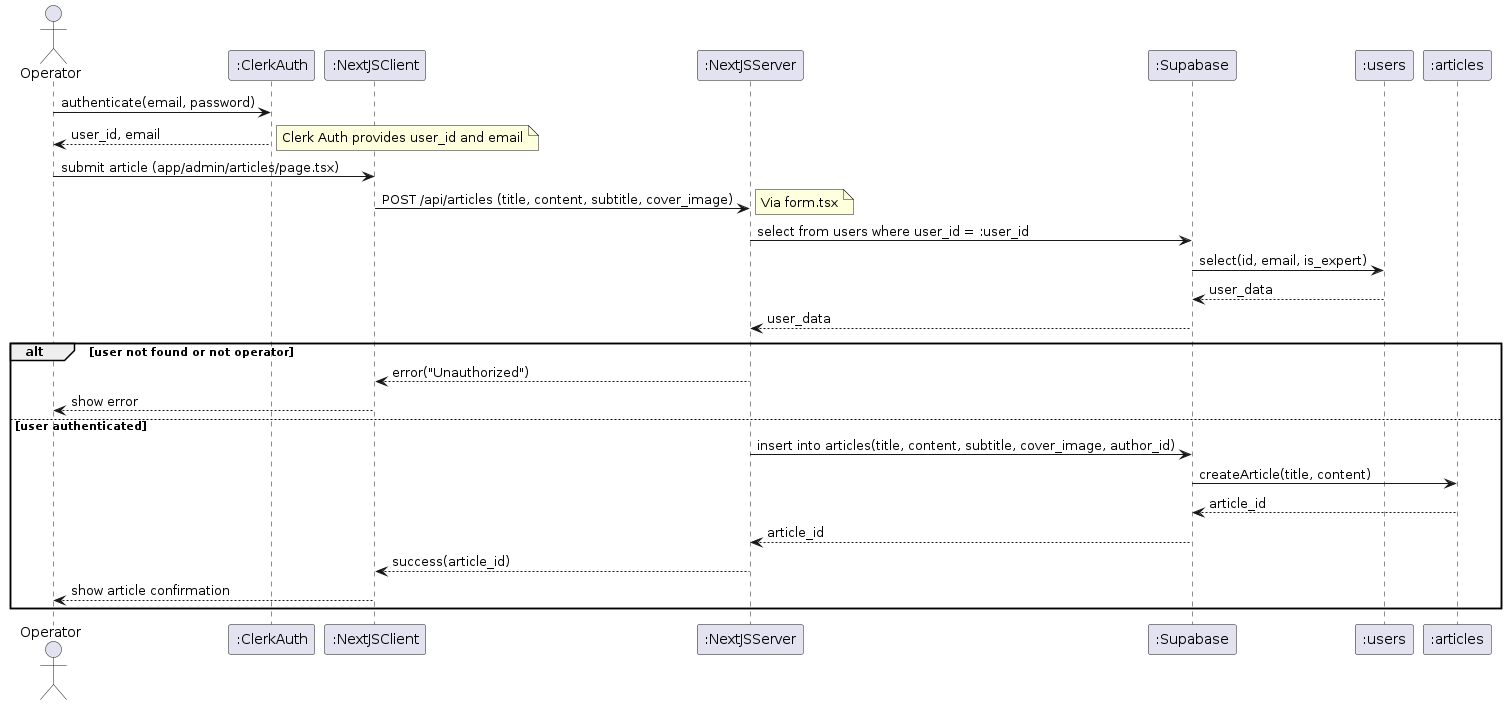 Operator
:ClerkAuth
:NextJSClient
:NextJSServer
:Supabase
:users
:articles
authenticate(email, password)
user_id, email
Clerk Auth provides user_id and email
submit article (app/admin/articles/page.tsx)
POST /api/articles (title, content, subtitle, cover_image)
Via form.tsx
select from users where user_id = :user_id
select(id, email, is_expert)
user_data
user_data
alt
[user not found or not operator]
error("Unauthorized")
show error
[user authenticated]
insert into articles(title, content, subtitle, cover_image, author_id)
createArticle(title, content)
article_id
article_id
success(article_id)
show article confirmation
Operator
:ClerkAuth
:NextJSClient
:NextJSServer
:Supabase
:users
:articles